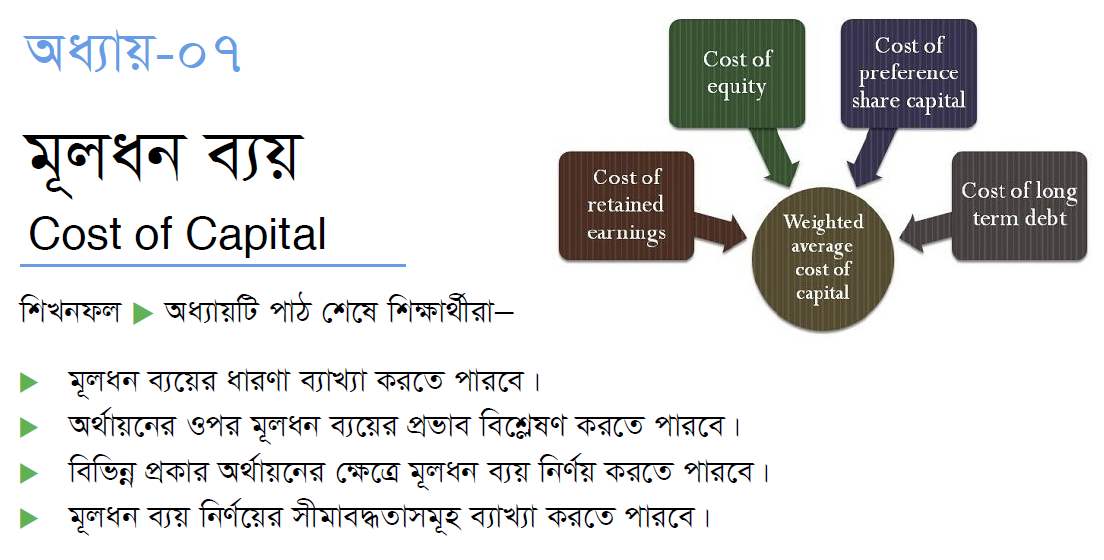 অধ্যায়-০৭
মূলধন ব্যয়
Cost of Capital
Cost of
equity
Cost of
preference
share capital
Cost of
retained
earnings
Cost of long
term debt
Weighted
average
cost of
capital
শিখনফল ▶ অধ্যায়টি পাঠ শেষে শিক্ষার্থীরা–
▶ মূলধন ব্যয়ের ধারণা ব্যাখ্যা করতে পারবে।
▶ অর্থায়নের ওপর মূলধন ব্যয়ের প্রভাব বিশ্লেষণ করতে পারবে।
▶ বিভিন্ন প্রকার অর্থায়নের ক্ষেত্রে মূলধন ব্যয় নির্ণয় করতে পারবে।
▶ মূলধন ব্যয় নির্ণয়ের সীমাবদ্ধতাসমূহ ব্যাখ্যা করতে পারবে।